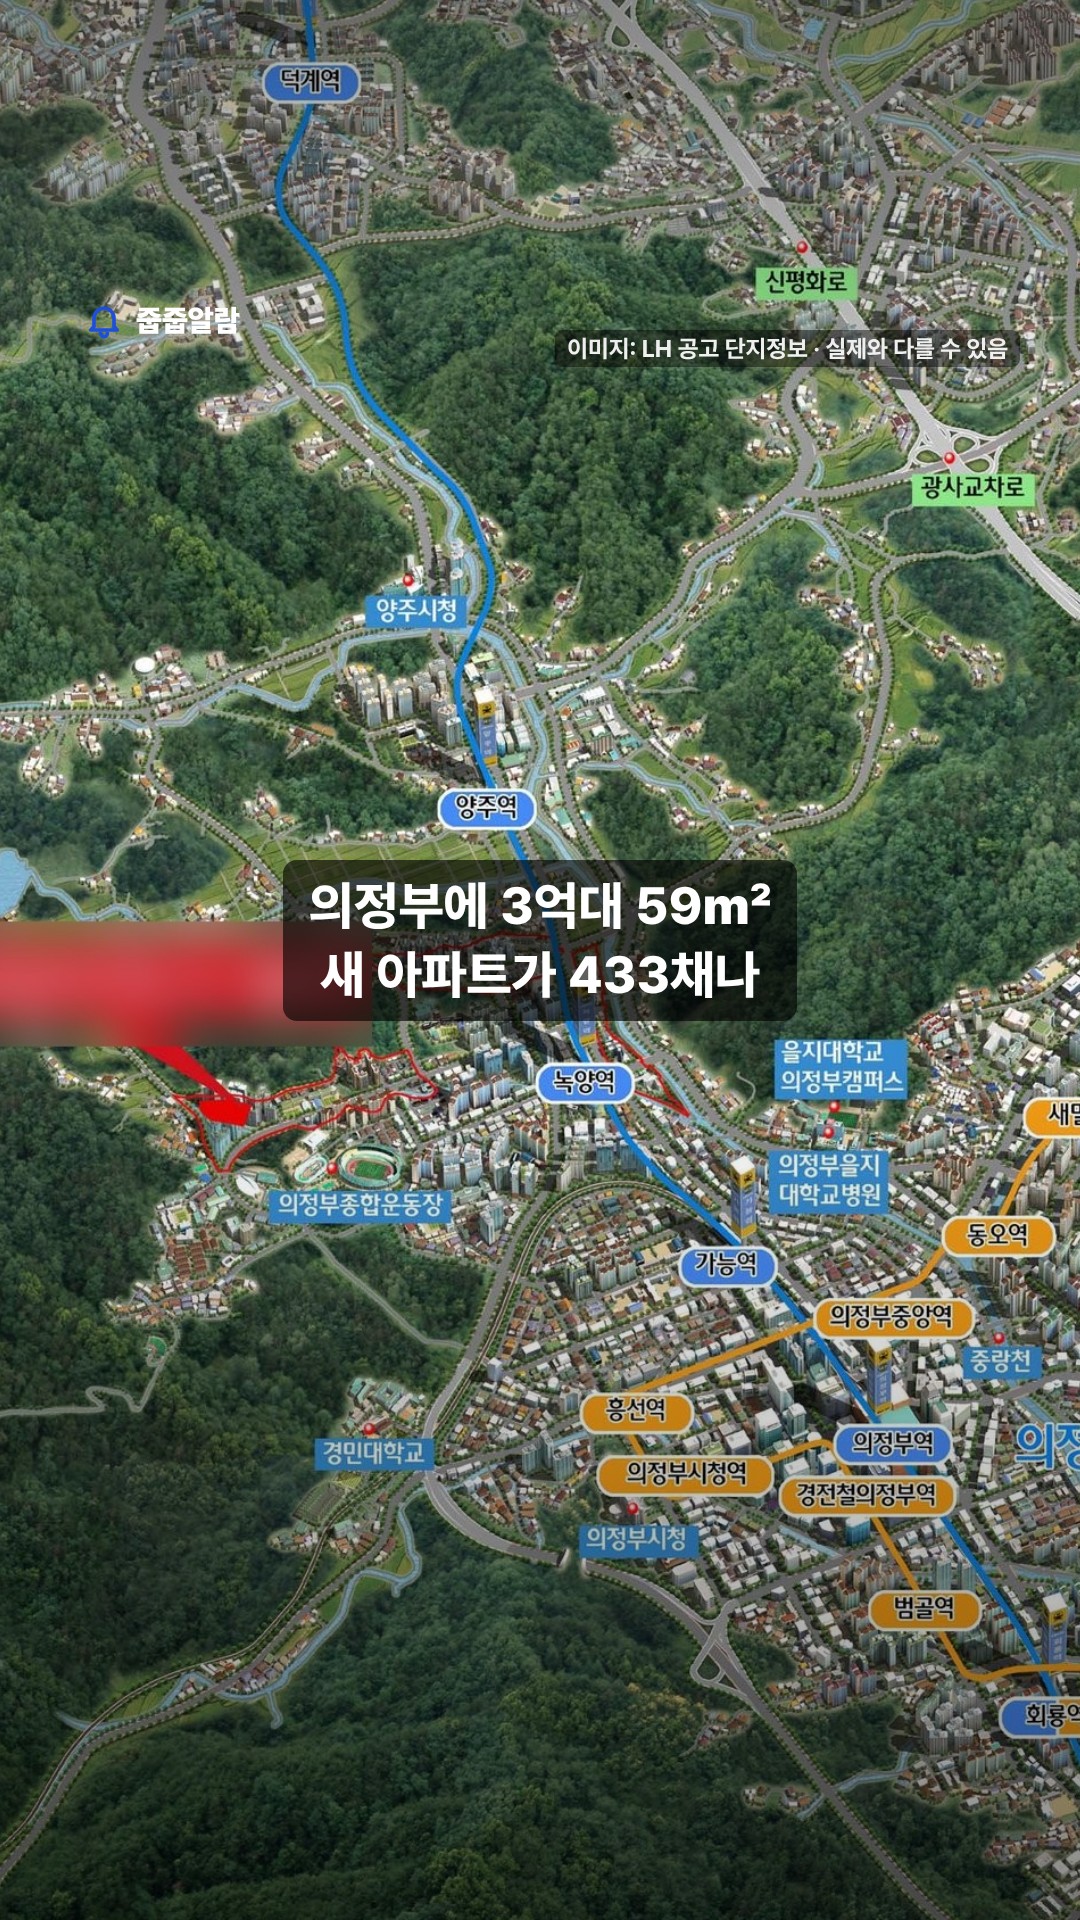 덕계역
신평화로
줍줍알람
이미지: LH 공고 단지정보 · 실제와 다를 수 있음
광사교차로
양주시청
양주역
의정부에 3억대 59m²
새 아파트가 433채나
을지대학교
의정부캠퍼스
녹양역
의정부을지
대학교병원
의정부종합운동장
동오역
가능역
의정부중앙역
중랑천
흥선역
경민대학교
의정부역
의정부시청역
경전철의정부역
의정부시청
범골역